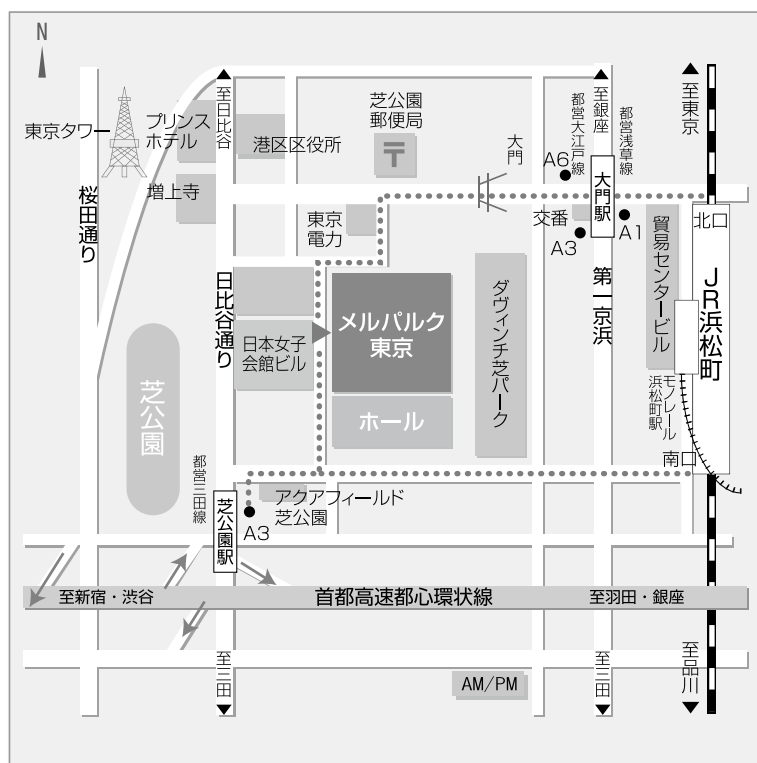 N
至日比谷
至銀座
至東京
東京タワー
プリンス
ホテル
港区区役所
芝公園
郵便局
〒
大門
都営大江戸線
都営浅草線
A6
大門駅
増上寺
桜田通り
東京
電力
交番
A3
A1
北口
貿易センタービル
JR浜松町
日比谷通り
第一京浜
日本女子
会館ビル
メルパルク
東京
ダヴィンチ芝パーク
芝公園
ホール
モノレール
浜松町駅
南口
都営三田線
芝公園駅
A3
アクアフィールド
芝公園
至新宿・渋谷
首都高速都心環状線
至羽田・銀座
至三田
AM/PM
至三田
至品川